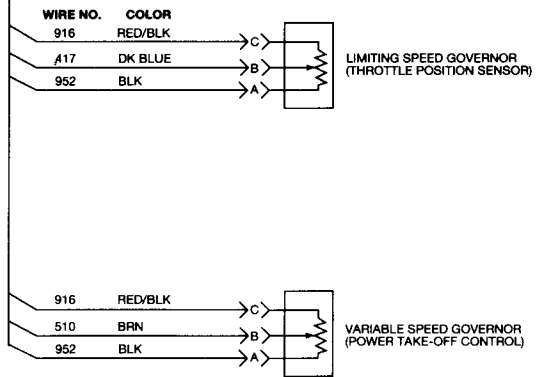 WIRE NO. COLOR
916 RED/BLK C
417 DK BLUE B
952 BLK A
LIMITING SPEED GOVERNOR
(THROTTLE POSITION SENSOR)
916 RED/BLK C
510 BRN B
952 BLK A
VARIABLE SPEED GOVERNOR
(POWER TAKE-OFF CONTROL)